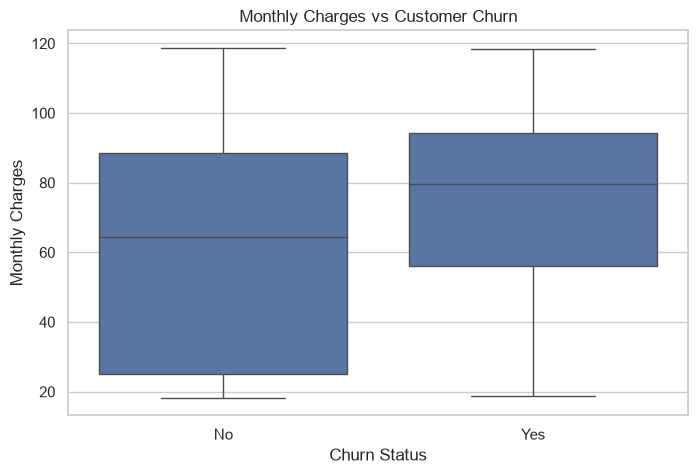 Monthly Charges vs Customer Churn
Monthly Charges
120
100
80
60
40
20
No
Yes
Churn Status